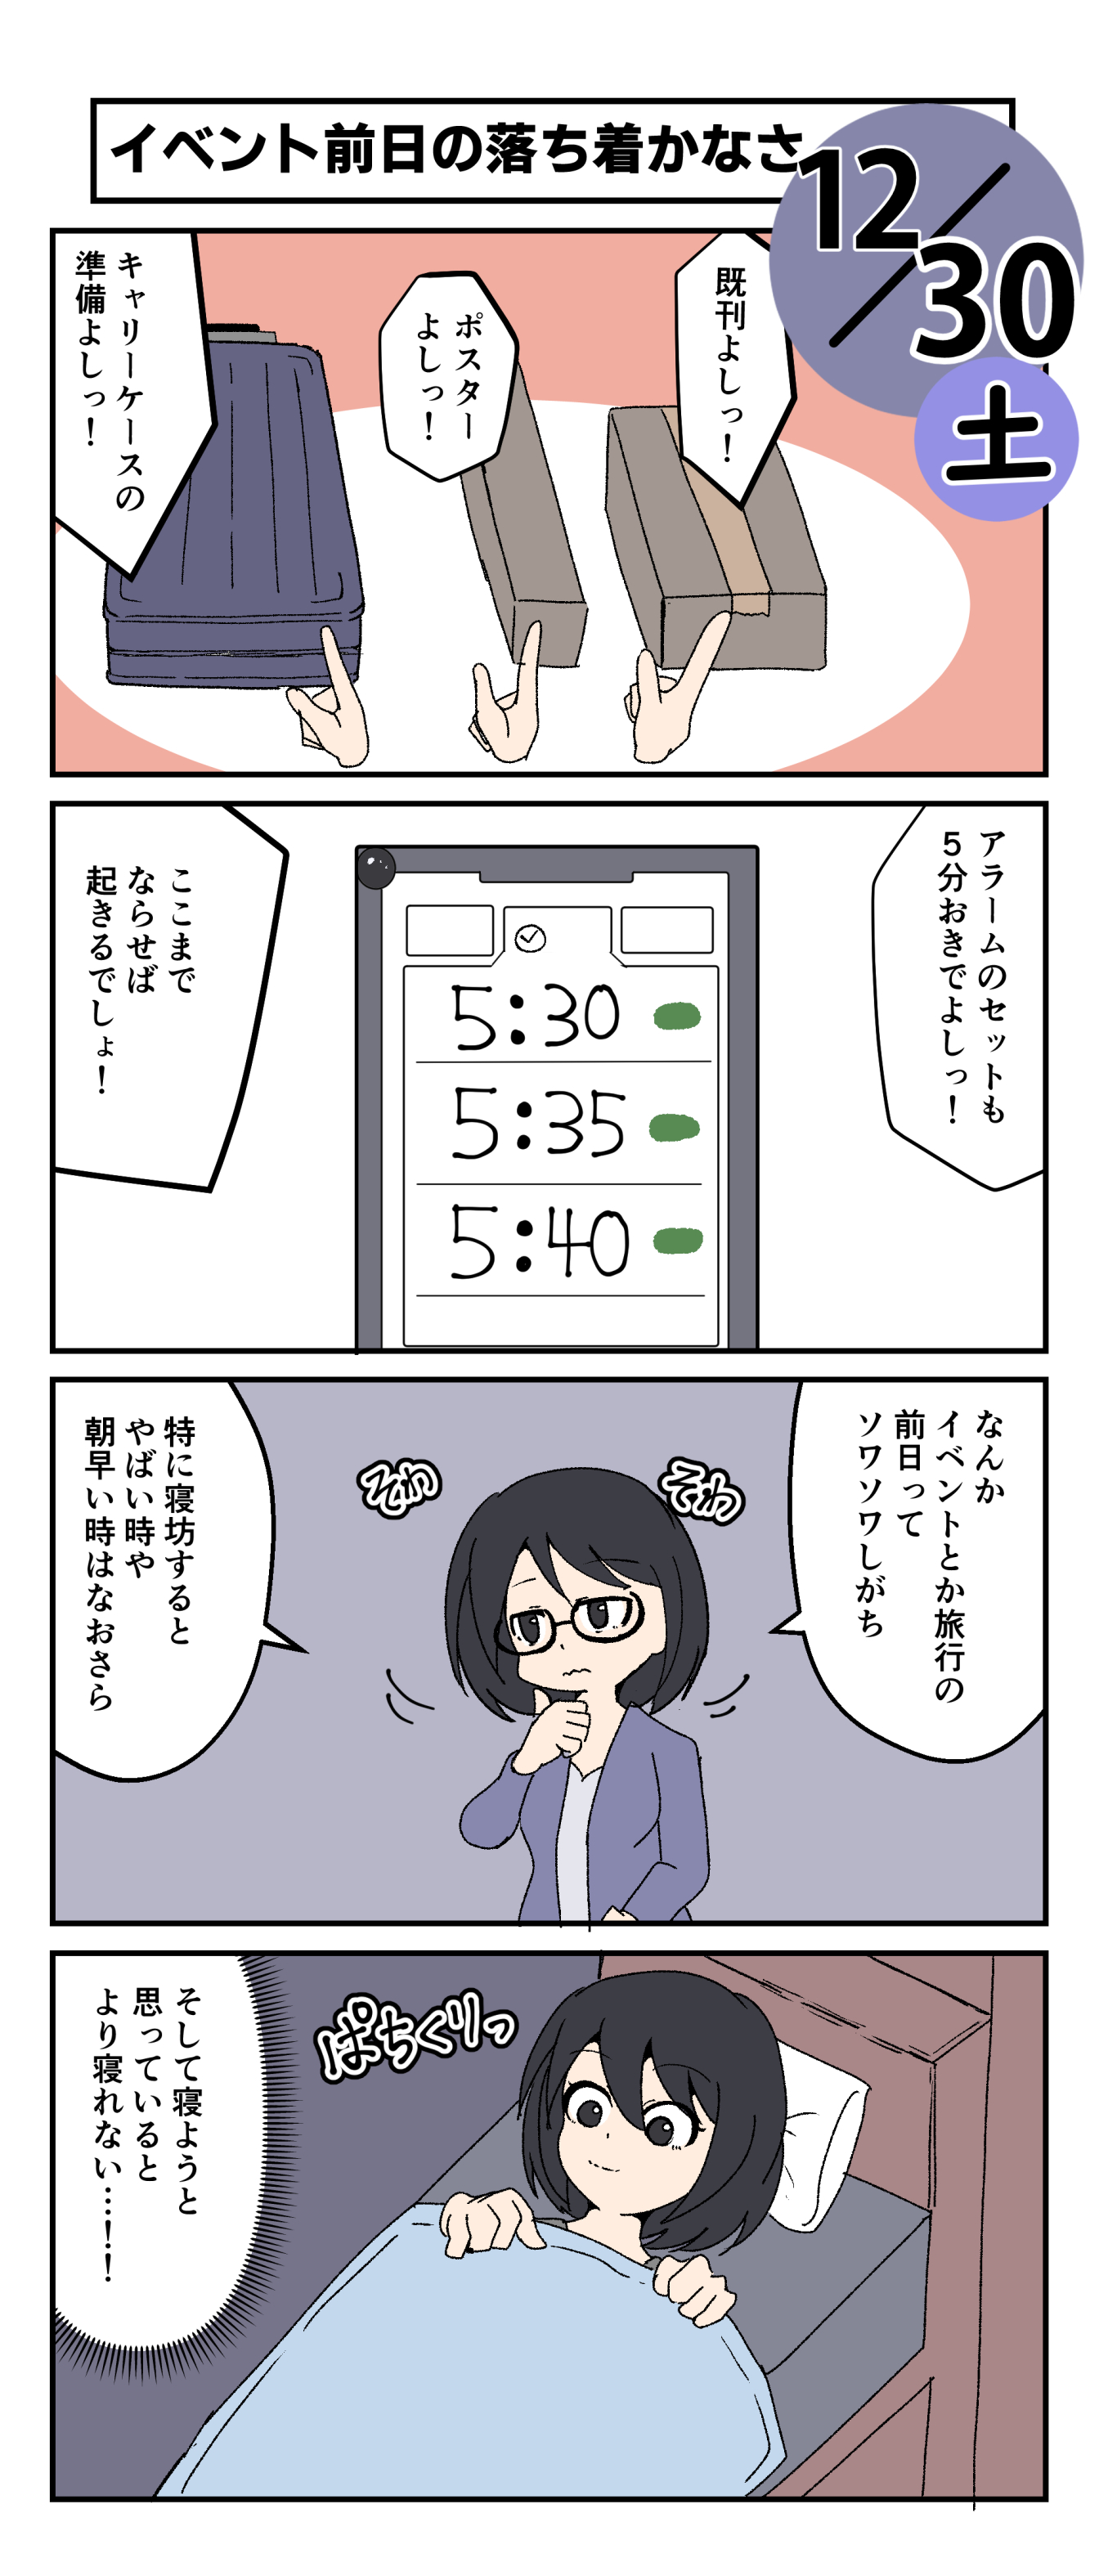 イベント前日の落ち着かなさ
12/30
土
既刊よしっ！
ポスター
よしっ！
キャリーケースの
準備よしっ！
アラームのセットも
5分おきでよしっ！
5:30
5:35
5:40
ここまで
ならせば
起きるでしょ！
なんか
イベントとか旅行の
前日って
ソワソワしがち
そわ
そわ
特に寝坊すると
やばい時や
朝早い時はなおさら
ぱちくりっ
そして寝ようと
思っていると
より寝れない…！！